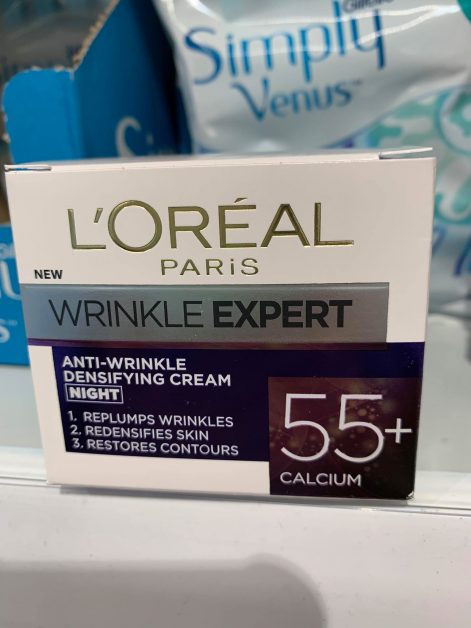 Gillette
Simply
Venus
L'ORÉAL
PARiS
NEW
WRINKLE EXPERT
ANTI-WRINKLE
DENSIFYING CREAM
NIGHT
1. REPLUMPS WRINKLES
2. REDENSIFIES SKIN
3. RESTORES CONTOURS
55+
CALCIUM